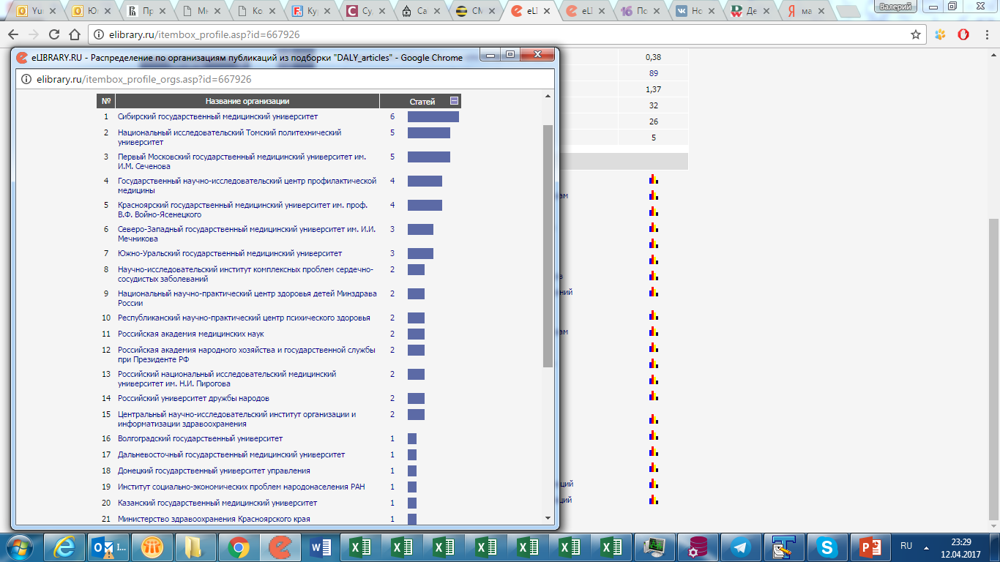 Yun
Юг
Пр
Мн
Ко
Ку
Су
Са
СМ
eLI
eLI
По
Но
Де
ма
Валерий
elibrary.ru/itembox_profile.asp?id=667926
eLIBRARY.RU - Распределение по организациям публикаций из подборки "DALY_articles" - Google Chrome
elibrary.ru/itembox_profile_orgs.asp?id=667926
№ Название организации Статей
1 Сибирский государственный медицинский университет 6
2 Национальный исследовательский Томский политехнический
университет 5
3 Первый Московский государственный медицинский университет им.
И.М. Сеченова 5
4 Государственный научно-исследовательский центр профилактической
медицины 4
5 Красноярский государственный медицинский университет им. проф.
В.Ф. Войно-Ясенецкого 4
6 Северо-Западный государственный медицинский университет им. И.И.
Мечникова 3
7 Южно-Уральский государственный медицинский университет 3
8 Научно-исследовательский институт комплексных проблем сердечно-
сосудистых заболеваний 2
9 Национальный научно-практический центр здоровья детей Минздрава
России 2
10 Республиканский научно-практический центр психического здоровья 2
11 Российская академия медицинских наук 2
12 Российская академия народного хозяйства и государственной службы
при Президенте РФ 2
13 Российский национальный исследовательский медицинский
университет им. Н.И. Пирогова 2
14 Российский университет дружбы народов 2
15 Центральный научно-исследовательский институт организации и
информатизации здравоохранения 2
16 Волгоградский государственный университет 1
17 Дальневосточный государственный медицинский университет 1
18 Донецкий государственный университет управления 1
19 Институт социально-экономических проблем народонаселения РАН 1
20 Казанский государственный медицинский университет 1
21 Министерство здравоохранения Красноярского края 1
0,38
89
1,37
32
26
5
ам
в
ний
ам
ций
ций
I...
RU
23:29
12.04.2017